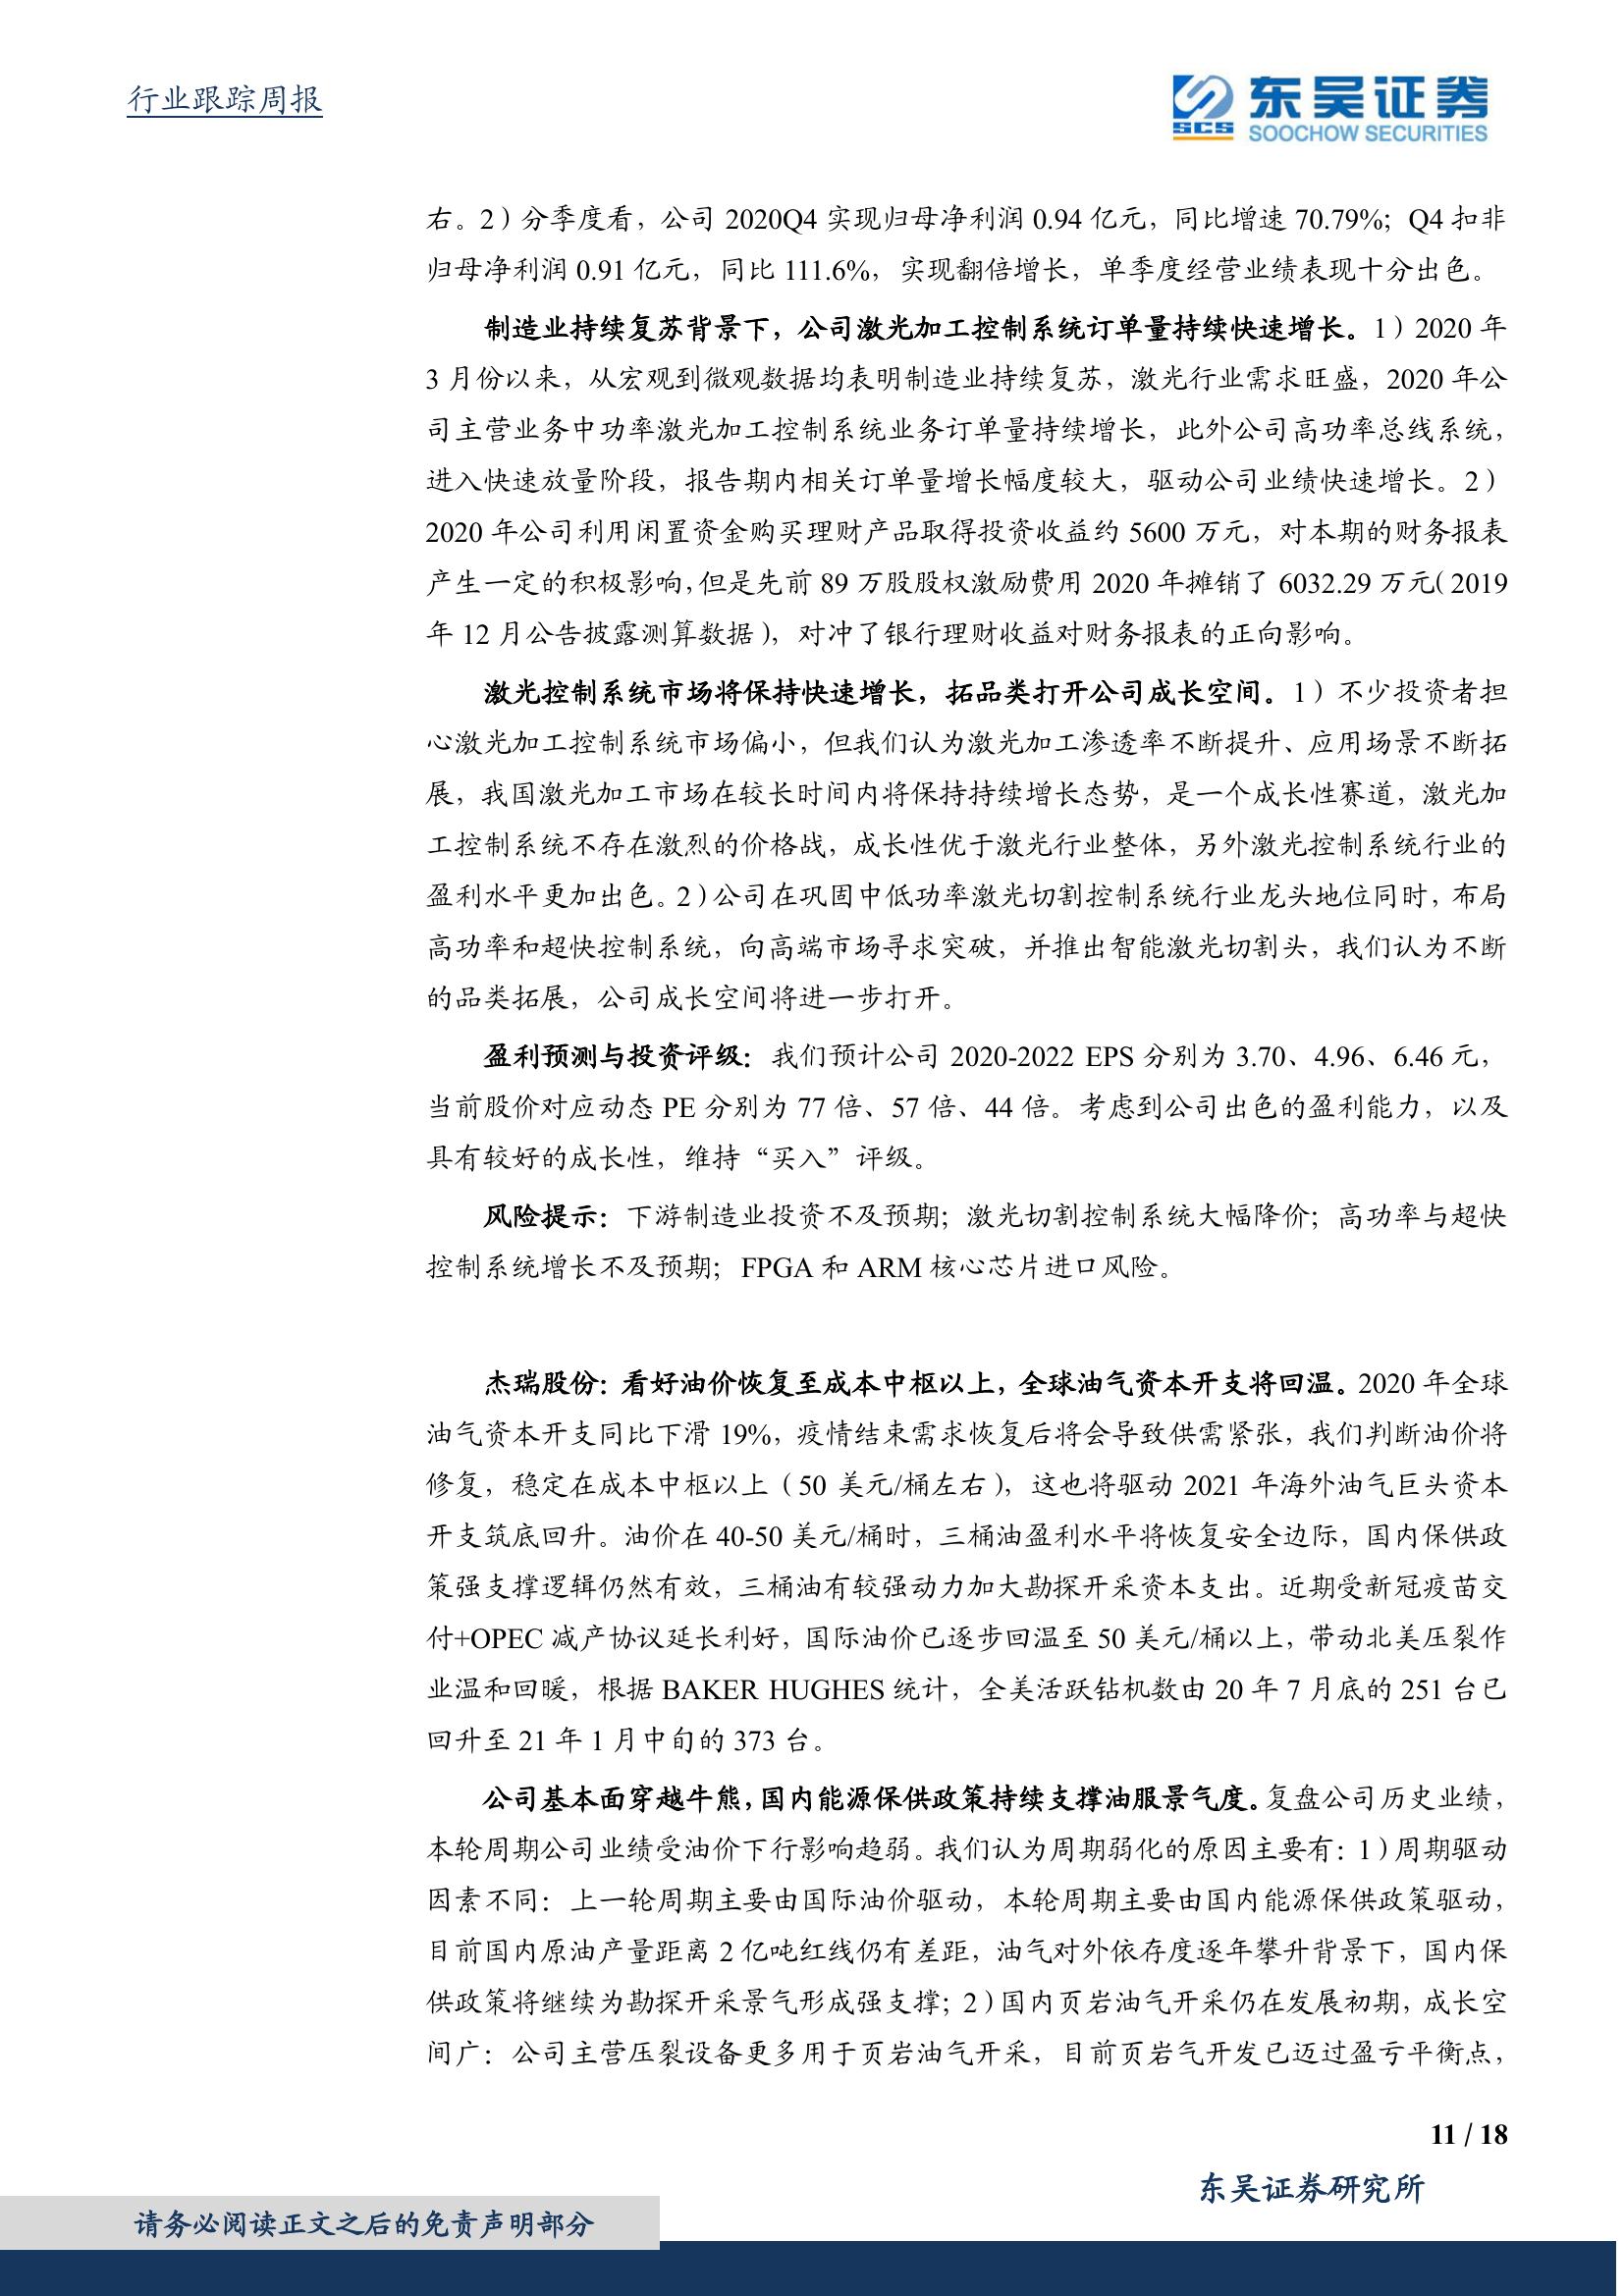 行业跟踪周报
SCS
东吴证券
SOOCHOW SECURITIES
右。2）分季度看，公司 2020Q4 实现归母净利润 0.94 亿元，同比增速 70.79%；Q4 扣非
归母净利润 0.91 亿元，同比 111.6%，实现翻倍增长，单季度经营业绩表现十分出色。
制造业持续复苏背景下，公司激光加工控制系统订单量持续快速增长。1）2020 年
3 月份以来，从宏观到微观数据均表明制造业持续复苏，激光行业需求旺盛，2020 年公
司主营业务中功率激光加工控制系统业务订单量持续增长，此外公司高功率总线系统，
进入快速放量阶段，报告期内相关订单量增长幅度较大，驱动公司业绩快速增长。2）
2020 年公司利用闲置资金购买理财产品取得投资收益约 5600 万元，对本期的财务报表
产生一定的积极影响，但是先前 89 万股股权激励费用 2020 年摊销了 6032.29 万元（2019
年 12 月公告披露测算数据），对冲了银行理财收益对财务报表的正向影响。
激光控制系统市场将保持快速增长，拓品类打开公司成长空间。1）不少投资者担
心激光加工控制系统市场偏小，但我们认为激光加工渗透率不断提升、应用场景不断拓
展，我国激光加工市场在较长时间内将保持持续增长态势，是一个成长性赛道，激光加
工控制系统不存在激烈的价格战，成长性优于激光行业整体，另外激光控制系统行业的
盈利水平更加出色。2）公司在巩固中低功率激光切割控制系统行业龙头地位同时，布局
高功率和超快控制系统，向高端市场寻求突破，并推出智能激光切割头，我们认为不断
的品类拓展，公司成长空间将进一步打开。
盈利预测与投资评级：我们预计公司 2020-2022 EPS 分别为 3.70、4.96、6.46 元，
当前股价对应动态 PE 分别为 77 倍、57 倍、44 倍。考虑到公司出色的盈利能力，以及
具有较好的成长性，维持“买入”评级。
风险提示：下游制造业投资不及预期；激光切割控制系统大幅降价；高功率与超快
控制系统增长不及预期；FPGA 和 ARM 核心芯片进口风险。
杰瑞股份：看好油价恢复至成本中枢以上，全球油气资本开支将回温。2020 年全球
油气资本开支同比下滑 19%，疫情结束需求恢复后将会导致供需紧张，我们判断油价将
修复，稳定在成本中枢以上（50 美元/桶左右），这也将驱动 2021 年海外油气巨头资本
开支筑底回升。油价在 40-50 美元/桶时，三桶油盈利水平将恢复安全边际，国内保供政
策强支撑逻辑仍然有效，三桶油有较强动力加大勘探开采资本支出。近期受新冠疫苗交
付+OPEC 减产协议延长利好，国际油价已逐步回温至 50 美元/桶以上，带动北美压裂作
业温和回暖，根据 BAKER HUGHES 统计，全美活跃钻机数由 20 年 7 月底的 251 台已
回升至 21 年 1 月中旬的 373 台。
公司基本面穿越牛熊，国内能源保供政策持续支撑油服景气度。复盘公司历史业绩，
本轮周期公司业绩受油价下行影响趋弱。我们认为周期弱化的原因主要有：1）周期驱动
因素不同：上一轮周期主要由国际油价驱动，本轮周期主要由国内能源保供政策驱动，
目前国内原油产量距离 2 亿吨红线仍有差距，油气对外依存度逐年攀升背景下，国内保
供政策将继续为勘探开采景气形成强支撑；2）国内页岩油气开采仍在发展初期，成长空
间广：公司主营压裂设备更多用于页岩油气开采，目前页岩气开发已迈过盈亏平衡点，
11 / 18
东吴证券研究所
请务必阅读正文之后的免责声明部分